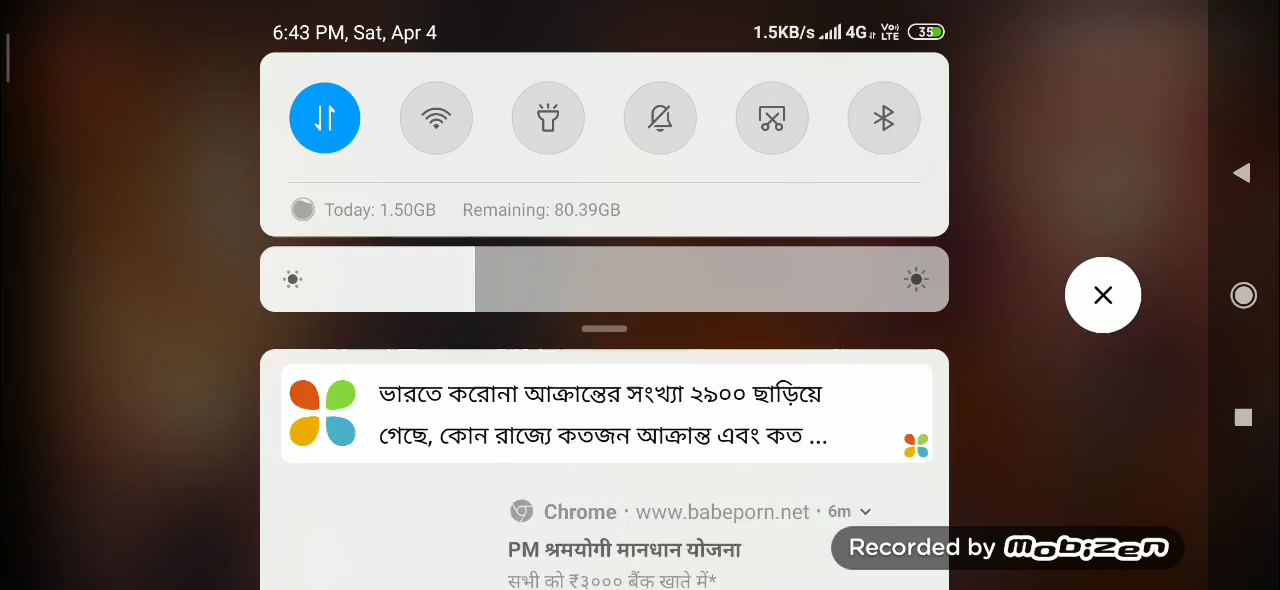 6:43 PM, Sat, Apr 4
1.5KB/s 4G Vo)) LTE 35
Today: 1.50GB Remaining: 80.39GB
ভারতে করোনা আক্রান্তের সংখ্যা ২৯০০ ছাড়িয়ে
গেছে, কোন রাজ্যে কতজন আক্রান্ত এবং কত ...
Chrome · www.babeporn.net · 6m
PM श्रमयोगी मानधान योजना
सभी को ₹३००० बैंक खाते में*
Recorded by mobizen